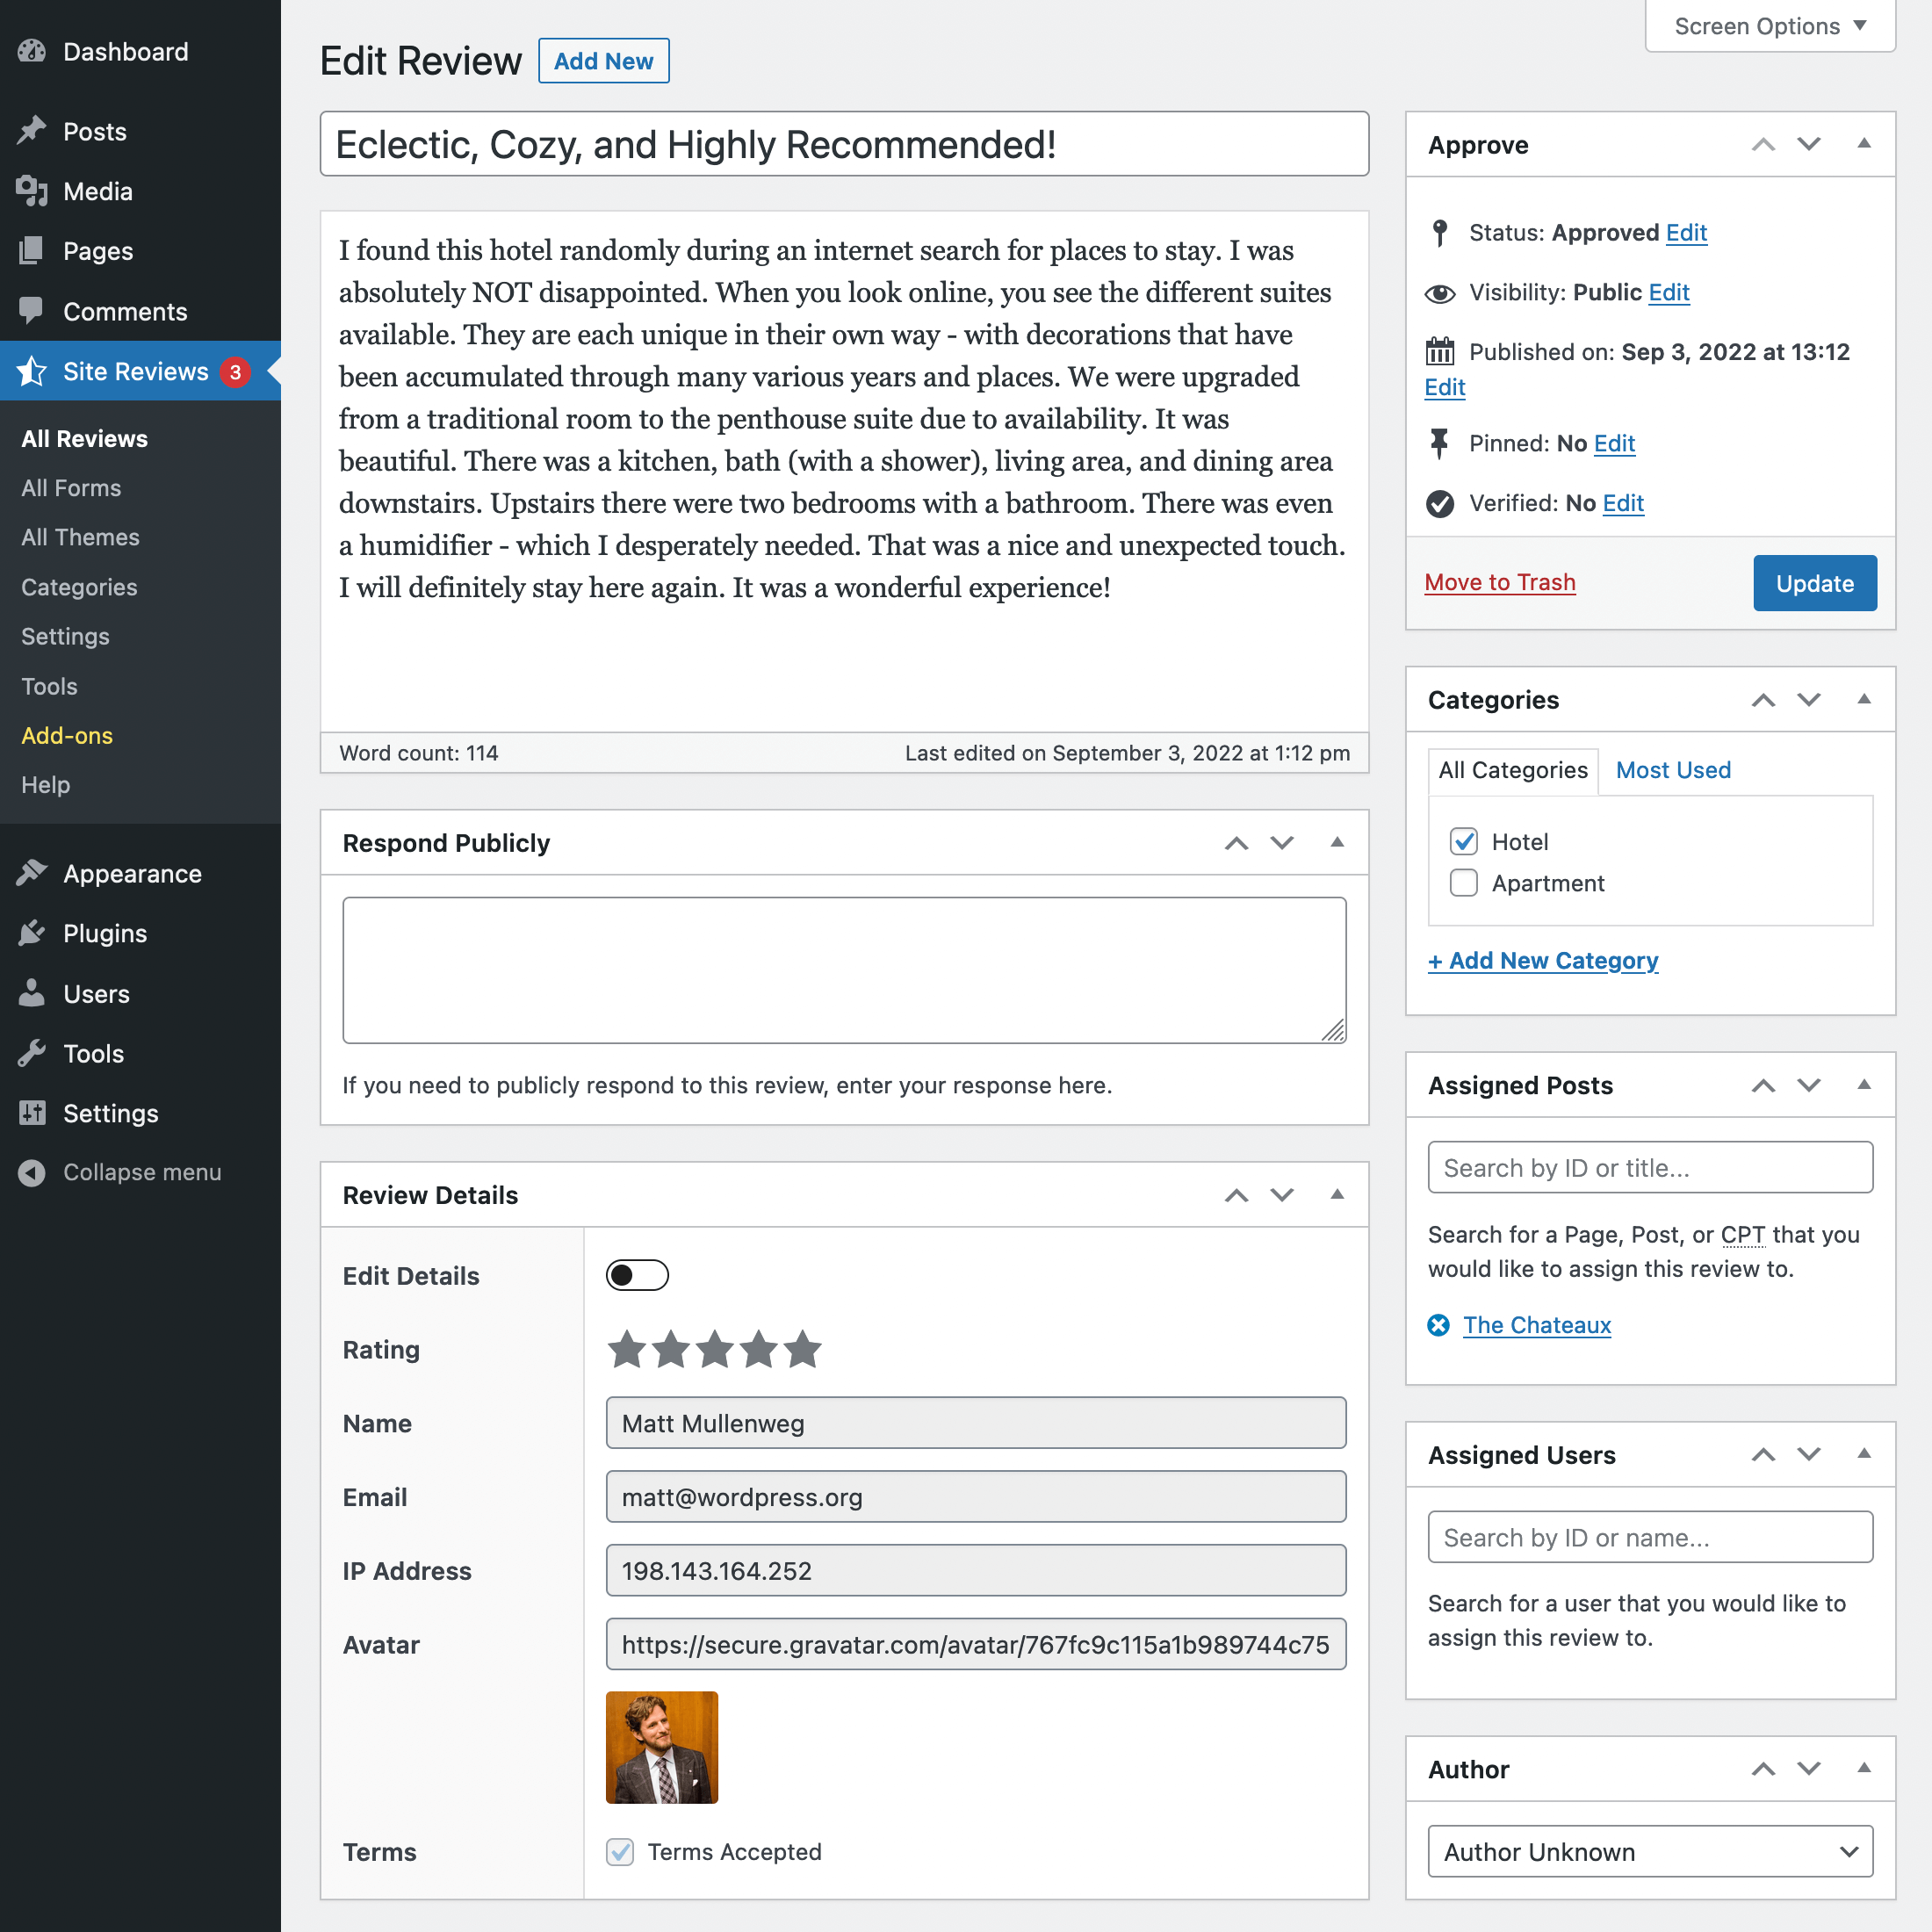 Dashboard
Posts
Media
Pages
Comments
Site Reviews 3
All Reviews
All Forms
All Themes
Categories
Settings
Tools
Add-ons
Help
Appearance
Plugins
Users
Tools
Settings
Collapse menu
Screen Options
Edit Review Add New
Eclectic, Cozy, and Highly Recommended!
I found this hotel randomly during an internet search for places to stay. I was
absolutely NOT disappointed. When you look online, you see the different suites
available. They are each unique in their own way - with decorations that have
been accumulated through many various years and places. We were upgraded
from a traditional room to the penthouse suite due to availability. It was
beautiful. There was a kitchen, bath (with a shower), living area, and dining area
downstairs. Upstairs there were two bedrooms with a bathroom. There was even
a humidifier - which I desperately needed. That was a nice and unexpected touch.
I will definitely stay here again. It was a wonderful experience!
Word count: 114 Last edited on September 3, 2022 at 1:12 pm
Respond Publicly
If you need to publicly respond to this review, enter your response here.
Review Details
Edit Details
Rating
Name Matt Mullenweg
Email matt@wordpress.org
IP Address 198.143.164.252
Avatar https://secure.gravatar.com/avatar/767fc9c115a1b989744c75
Terms Terms Accepted
Approve
Status: Approved Edit
Visibility: Public Edit
Published on: Sep 3, 2022 at 13:12
Edit
Pinned: No Edit
Verified: No Edit
Move to Trash Update
Categories
All Categories Most Used
Hotel
Apartment
+ Add New Category
Assigned Posts
Search by ID or title...
Search for a Page, Post, or CPT that you
would like to assign this review to.
The Chateaux
Assigned Users
Search by ID or name...
Search for a user that you would like to
assign this review to.
Author
Author Unknown